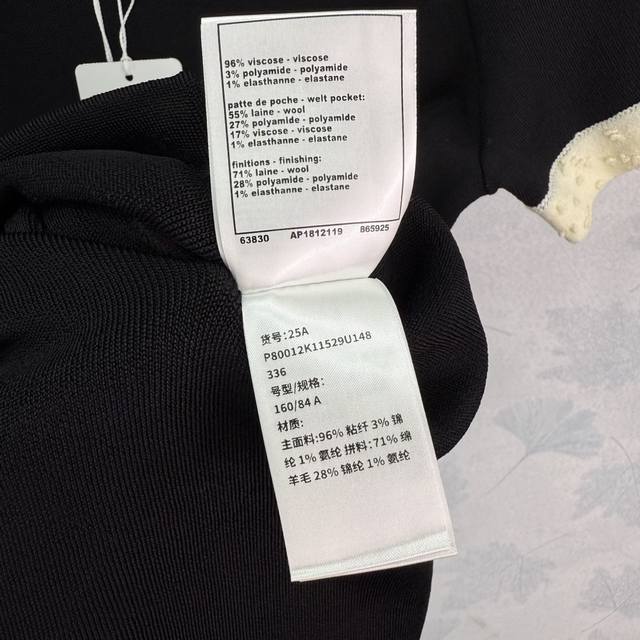 96% viscose - viscose
3% polyamide - polyamide
1% elasthanne - elastane
patte de poche - welt pocket:
55% laine - wool
27% polyamide - polyamide
17% viscose - viscose
1% elasthanne - elastane
finitions - finishing:
71% laine - wool
28% polyamide - polyamide
1% elasthanne - elastane
63830 AP1812119 B65925
货号:25A
P80012K11529U148
336
号型/规格:
160/84 A
材质:
主面料:96% 粘纤 3% 锦
纶 1% 氨纶 拼料:71% 绵
羊毛 28% 锦纶 1% 氨纶